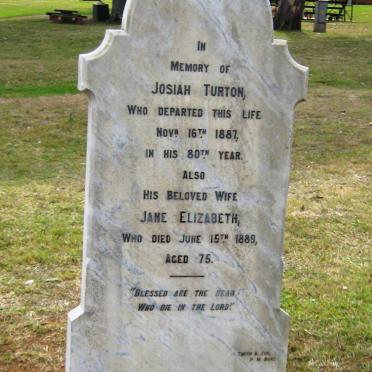 IN
MEMORY OF
JOSIAH TURTON,
WHO DEPARTED THIS LIFE
NOVR 16TH 1887,
IN HIS 80TH YEAR.
ALSO
HIS BELOVED WIFE
JANE ELIZABETH,
WHO DIED JUNE 15TH 1889,
AGED 75.
"BLESSED ARE THE DEAD
WHO DIE IN THE LORD."
SMITH &
P. M. BURG